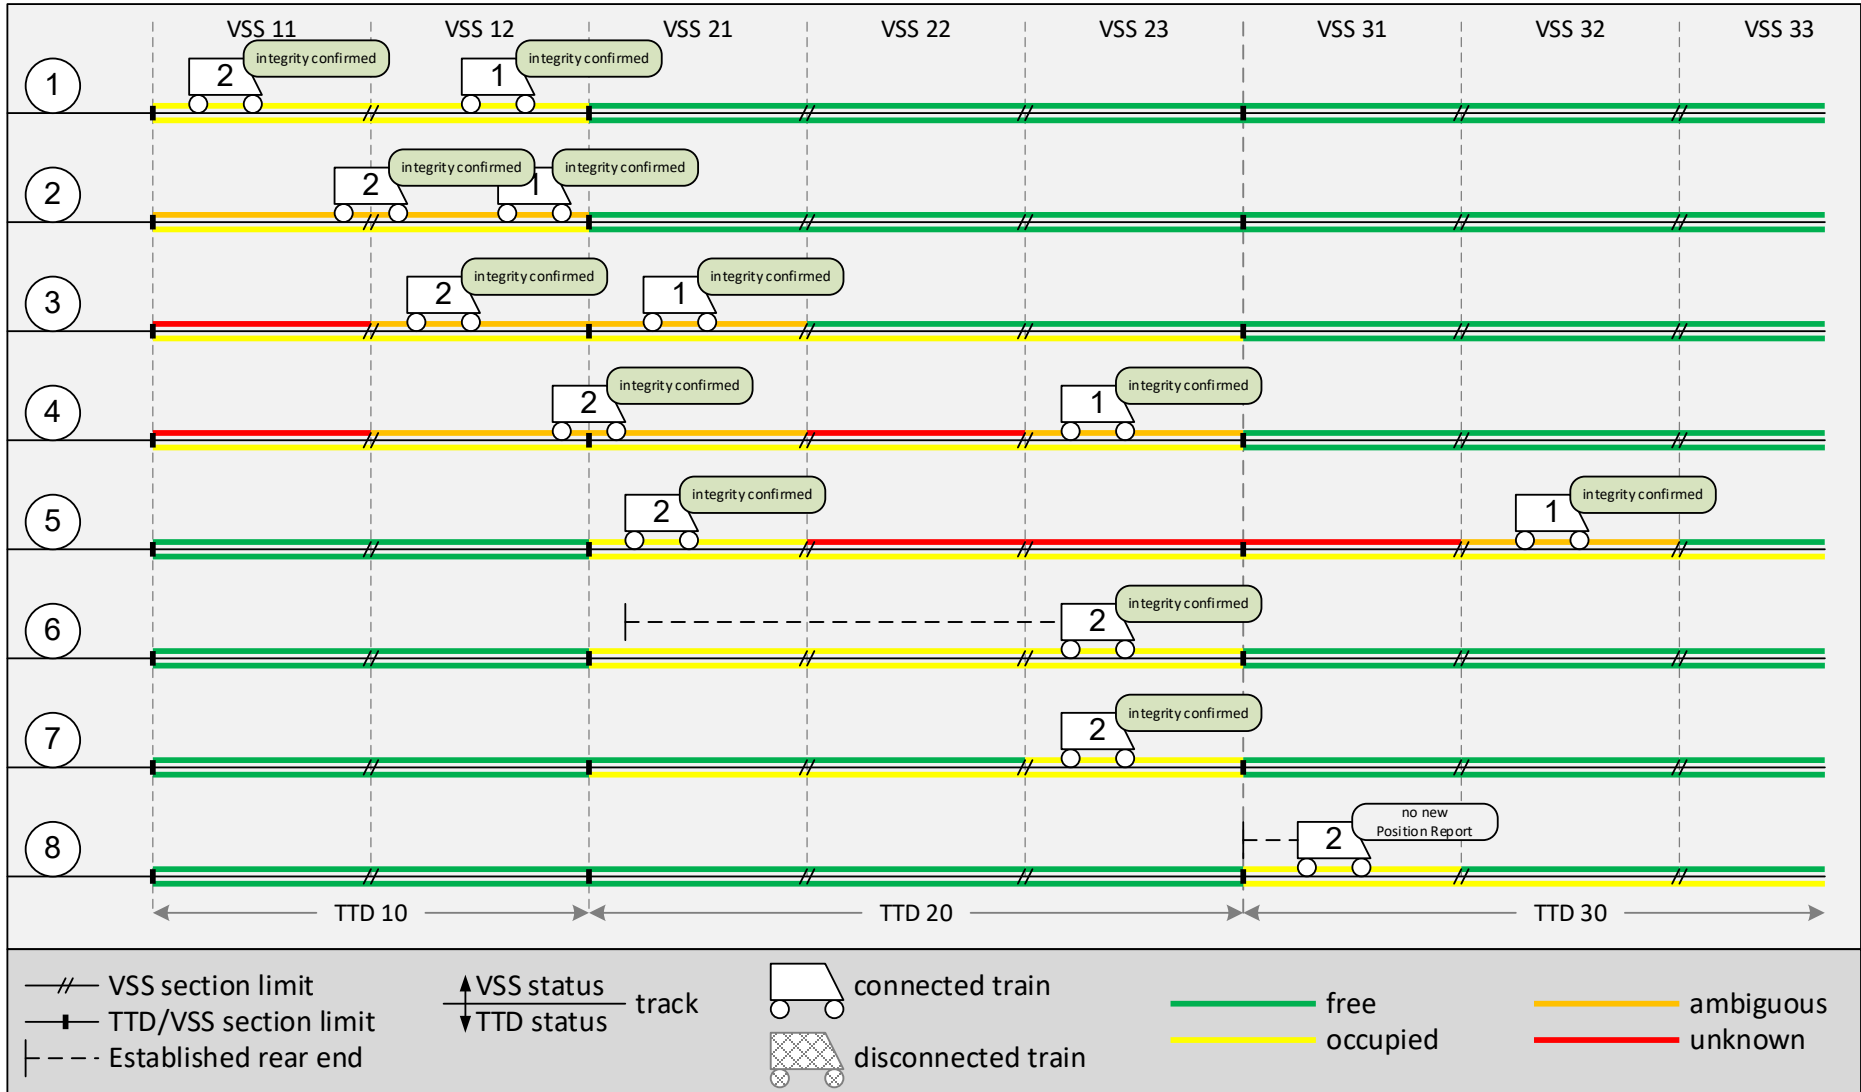 VSS 11 VSS 12 VSS 21 VSS 22 VSS 23 VSS 31 VSS 32 VSS 33
1 2 integrity confirmed 1 integrity confirmed
2 2 integrity confirmed 1 integrity confirmed
3 2 integrity confirmed 1 integrity confirmed
4 2 integrity confirmed 1 integrity confirmed
5 2 integrity confirmed 1 integrity confirmed
6 2 integrity confirmed
7 2 integrity confirmed
8 2 no new
Position Report
TTD 10 TTD 20 TTD 30
VSS section limit
TTD/VSS section limit
Established rear end
VSS status
TTD status
track
connected train
disconnected train
free
occupied
ambiguous
unknown